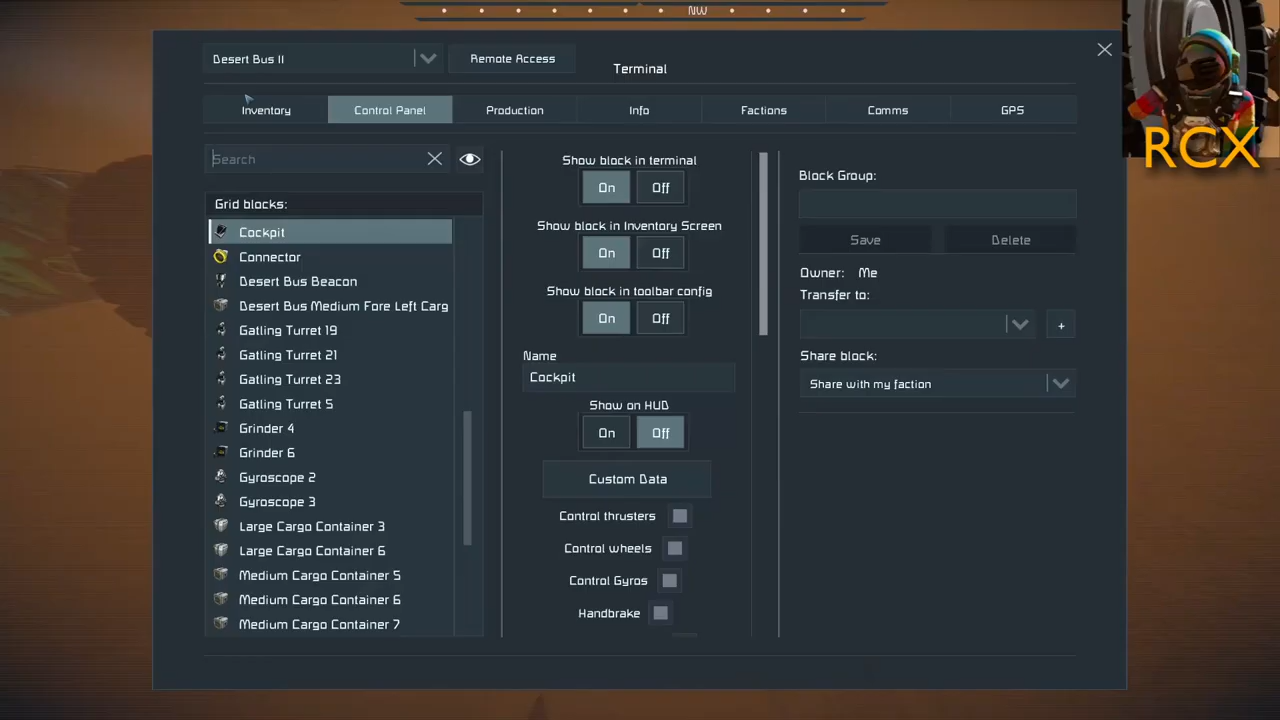 NW
Desert Bus II
Remote Access
Terminal
Inventory
Control Panel
Production
Info
Factions
Comms
GPS
RCX
Search
Grid blocks:
Cockpit
Connector
Desert Bus Beacon
Desert Bus Medium Fore Left Carg
Gatling Turret 19
Gatling Turret 21
Gatling Turret 23
Gatling Turret 5
Grinder 4
Grinder 6
Gyroscope 2
Gyroscope 3
Large Cargo Container 3
Large Cargo Container 6
Medium Cargo Container 5
Medium Cargo Container 6
Medium Cargo Container 7
Show block in terminal
On Off
Show block in Inventory Screen
On Off
Show block in toolbar config
On Off
Name
Cockpit
Show on HUD
On Off
Custom Data
Control thrusters
Control wheels
Control Gyros
Handbrake
Block Group:
Save
Delete
Owner: Me
Transfer to:
+
Share block:
Share with my faction